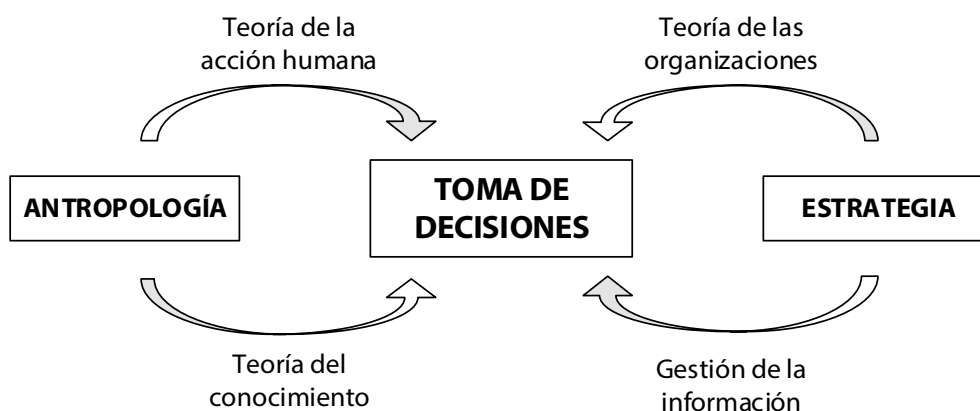 Teoría de la
acción humana
Teoría de las
organizaciones
ANTROPOLOGÍA
TOMA DE
DECISIONES
ESTRATEGIA
Teoría del
conocimiento
Gestión de la
información